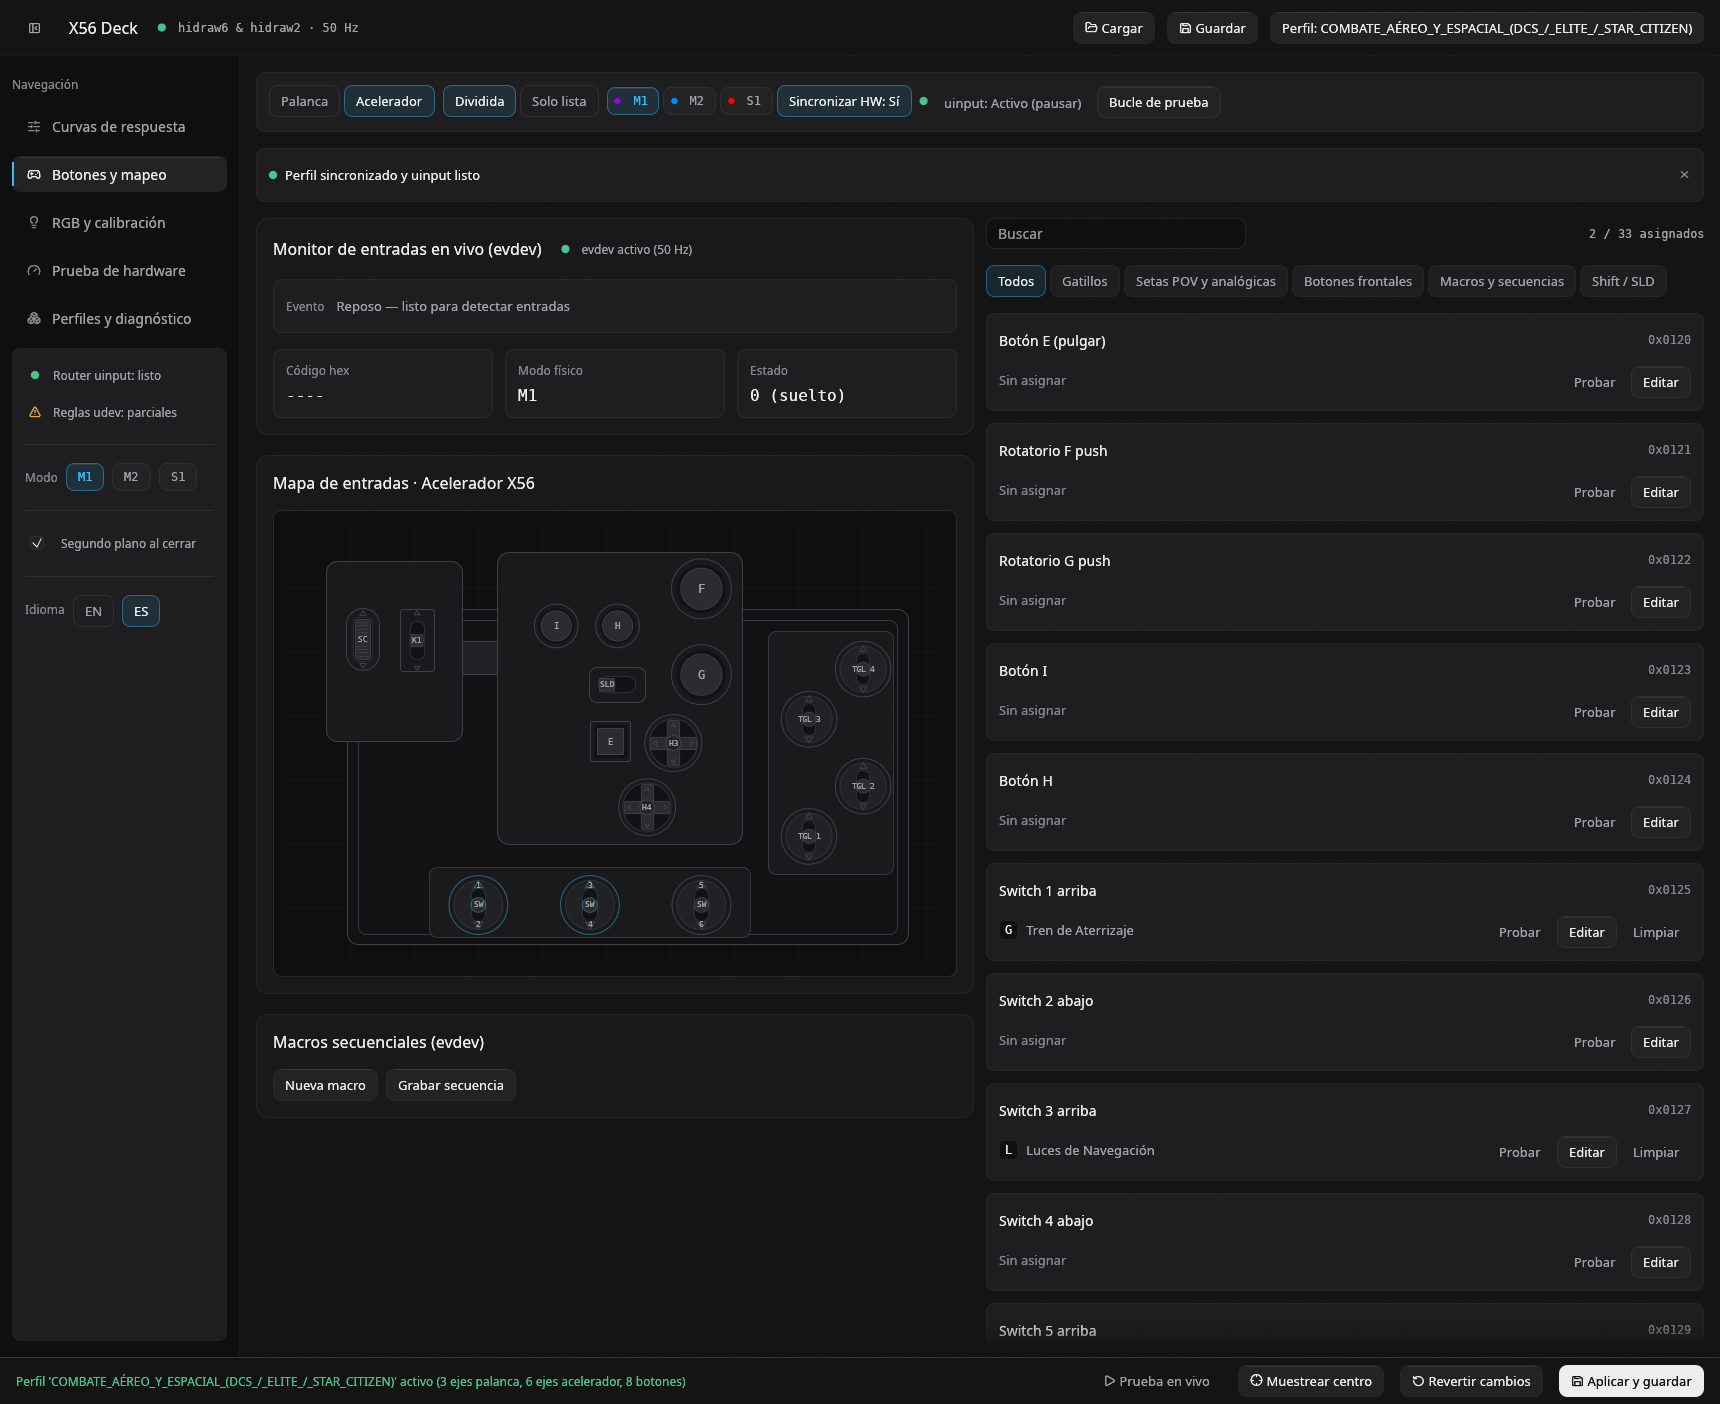 X56 Deck
hidraw6 & hidraw2 · 50 Hz
Cargar
Guardar
Perfil: COMBATE_AÉREO_Y_ESPACIAL_(DCS_/_ELITE_/_STAR_CITIZEN)
Navegación
Curvas de respuesta
Botones y mapeo
RGB y calibración
Prueba de hardware
Perfiles y diagnóstico
Router uinput: listo
Reglas udev: parciales
Modo M1 M2 S1
Segundo plano al cerrar
Idioma EN ES
Palanca Acelerador Dividida Solo lista M1 M2 S1 Sincronizar HW: Sí uinput: Activo (pausar) Bucle de prueba
Perfil sincronizado y uinput listo ×
Monitor de entradas en vivo (evdev) evdev activo (50 Hz)
Evento Reposo — listo para detectar entradas
Código hex
----
Modo físico
M1
Estado
0 (suelto)
Mapa de entradas · Acelerador X56
F
I
H
SC
K1
G
SLD
E
H3
H4
TGL 4
TGL 3
TGL 2
TGL 1
1
SW
2
3
SW
4
5
SW
6
Macros secuenciales (evdev)
Nueva macro Grabar secuencia
Buscar
2 / 33 asignados
Todos Gatillos Setas POV y analógicas Botones frontales Macros y secuencias Shift / SLD
Botón E (pulgar) 0x0120
Sin asignar Probar Editar
Rotatorio F push 0x0121
Sin asignar Probar Editar
Rotatorio G push 0x0122
Sin asignar Probar Editar
Botón I 0x0123
Sin asignar Probar Editar
Botón H 0x0124
Sin asignar Probar Editar
Switch 1 arriba 0x0125
G Tren de Aterrizaje Probar Editar Limpiar
Switch 2 abajo 0x0126
Sin asignar Probar Editar
Switch 3 arriba 0x0127
L Luces de Navegación Probar Editar Limpiar
Switch 4 abajo 0x0128
Sin asignar Probar Editar
Switch 5 arriba 0x0129
Perfil 'COMBATE_AÉREO_Y_ESPACIAL_(DCS_/_ELITE_/_STAR_CITIZEN)' activo (3 ejes palanca, 6 ejes acelerador, 8 botones)
Prueba en vivo
Muestrear centro
Revertir cambios
Aplicar y guardar